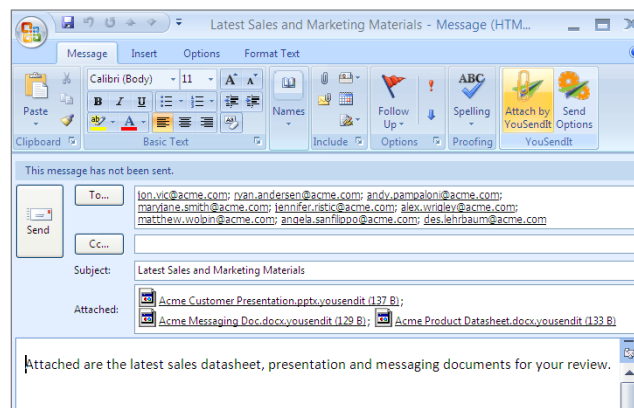 Latest Sales and Marketing Materials - Message (HTM...
Message Insert Options Format Text
Calibri (Body) 11 A A ABC
Paste B I U Names Follow Up Spelling Attach by YouSendIt Send Options
ab A
Clipboard Basic Text Include Options Proofing YouSendIt
This message has not been sent.
To... jon.vic@acme.com; ryan.andersen@acme.com; andy.pampaloni@acme.com;
maryjane.smith@acme.com; jennifer.ristic@acme.com; alex.wrigley@acme.com;
matthew.wolpin@acme.com; angela.sanfilippo@acme.com; des.lehrbaum@acme.com
Send
Cc...
Subject: Latest Sales and Marketing Materials
Attached: Acme Customer Presentation.pptx.yousendit (137 B);
Acme Messaging Doc.docx.yousendit (129 B); Acme Product Datasheet.docx.yousendit (133 B)
Attached are the latest sales datasheet, presentation and messaging documents for your review.